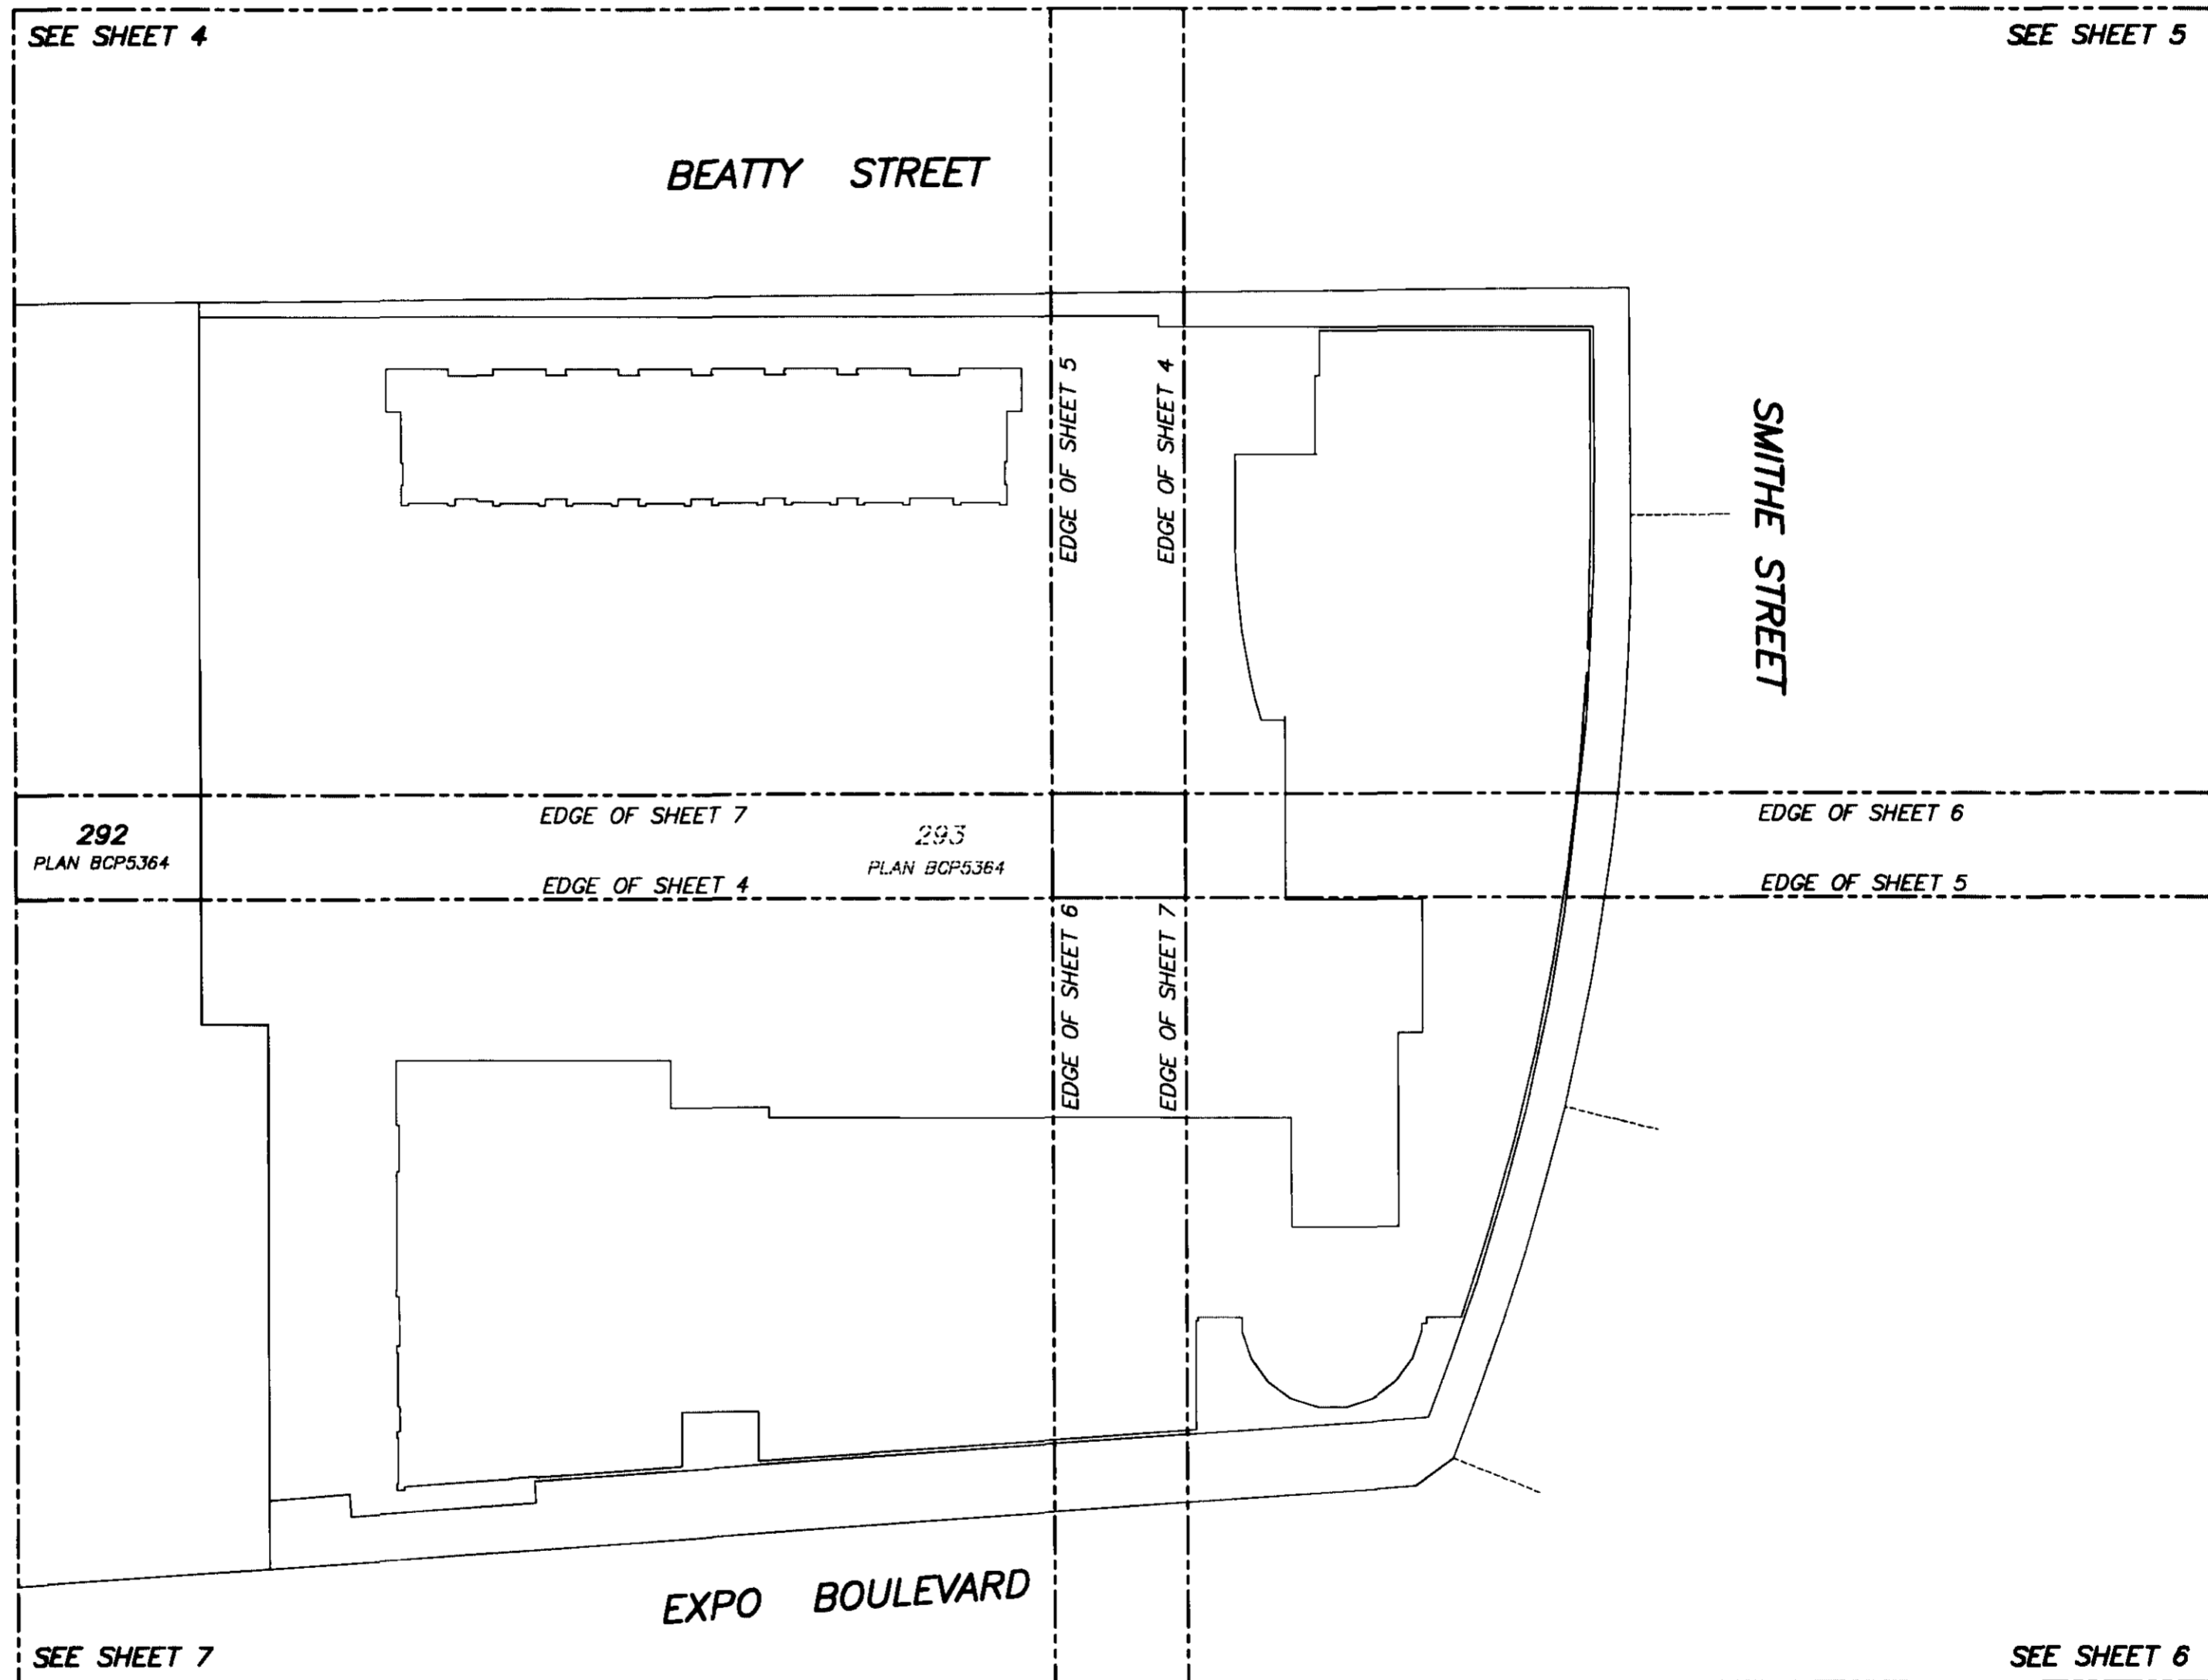 SEE SHEET 4
SEE SHEET 5
BEATTY STREET
EDGE OF SHEET 5
EDGE OF SHEET 4
SMITHE STREET
EDGE OF SHEET 7
EDGE OF SHEET 6
292
PLAN BCP5364
293
PLAN BCP5364
EDGE OF SHEET 4
EDGE OF SHEET 5
EDGE OF SHEET 6
EDGE OF SHEET 7
EXPO BOULEVARD
SEE SHEET 7
SEE SHEET 6